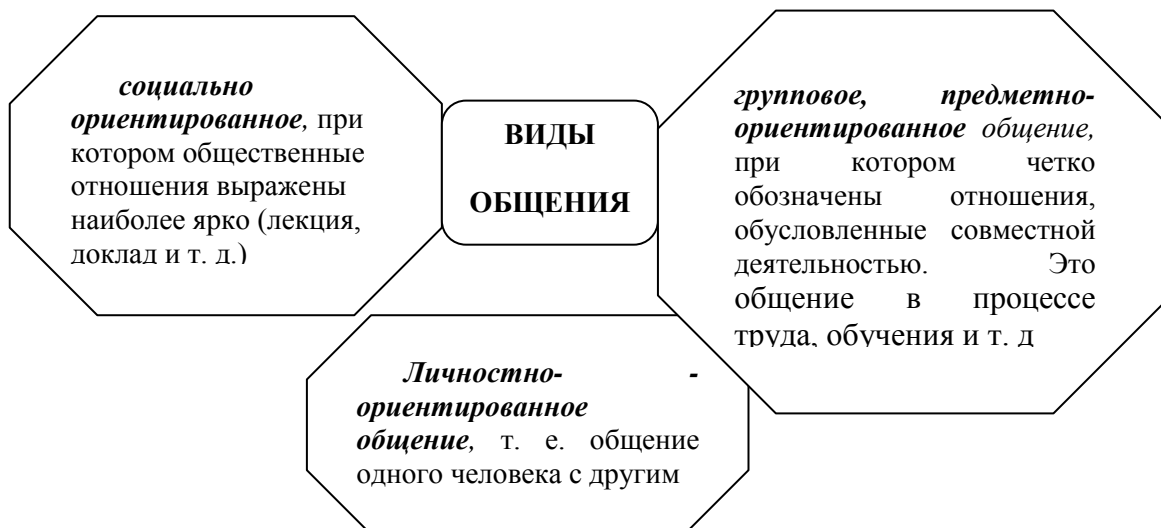 социально
ориентированное, при
котором общественные
отношения выражены
наиболее ярко (лекция,
доклад и т. д.)
ВИДЫ
ОБЩЕНИЯ
групповое, предметно-
ориентированное общение,
при котором четко
обозначены отношения,
обусловленные совместной
деятельностью. Это
общение в процессе
труда, обучения и т. д
Личностно- -
ориентированное
общение, т. е. общение
одного человека с другим